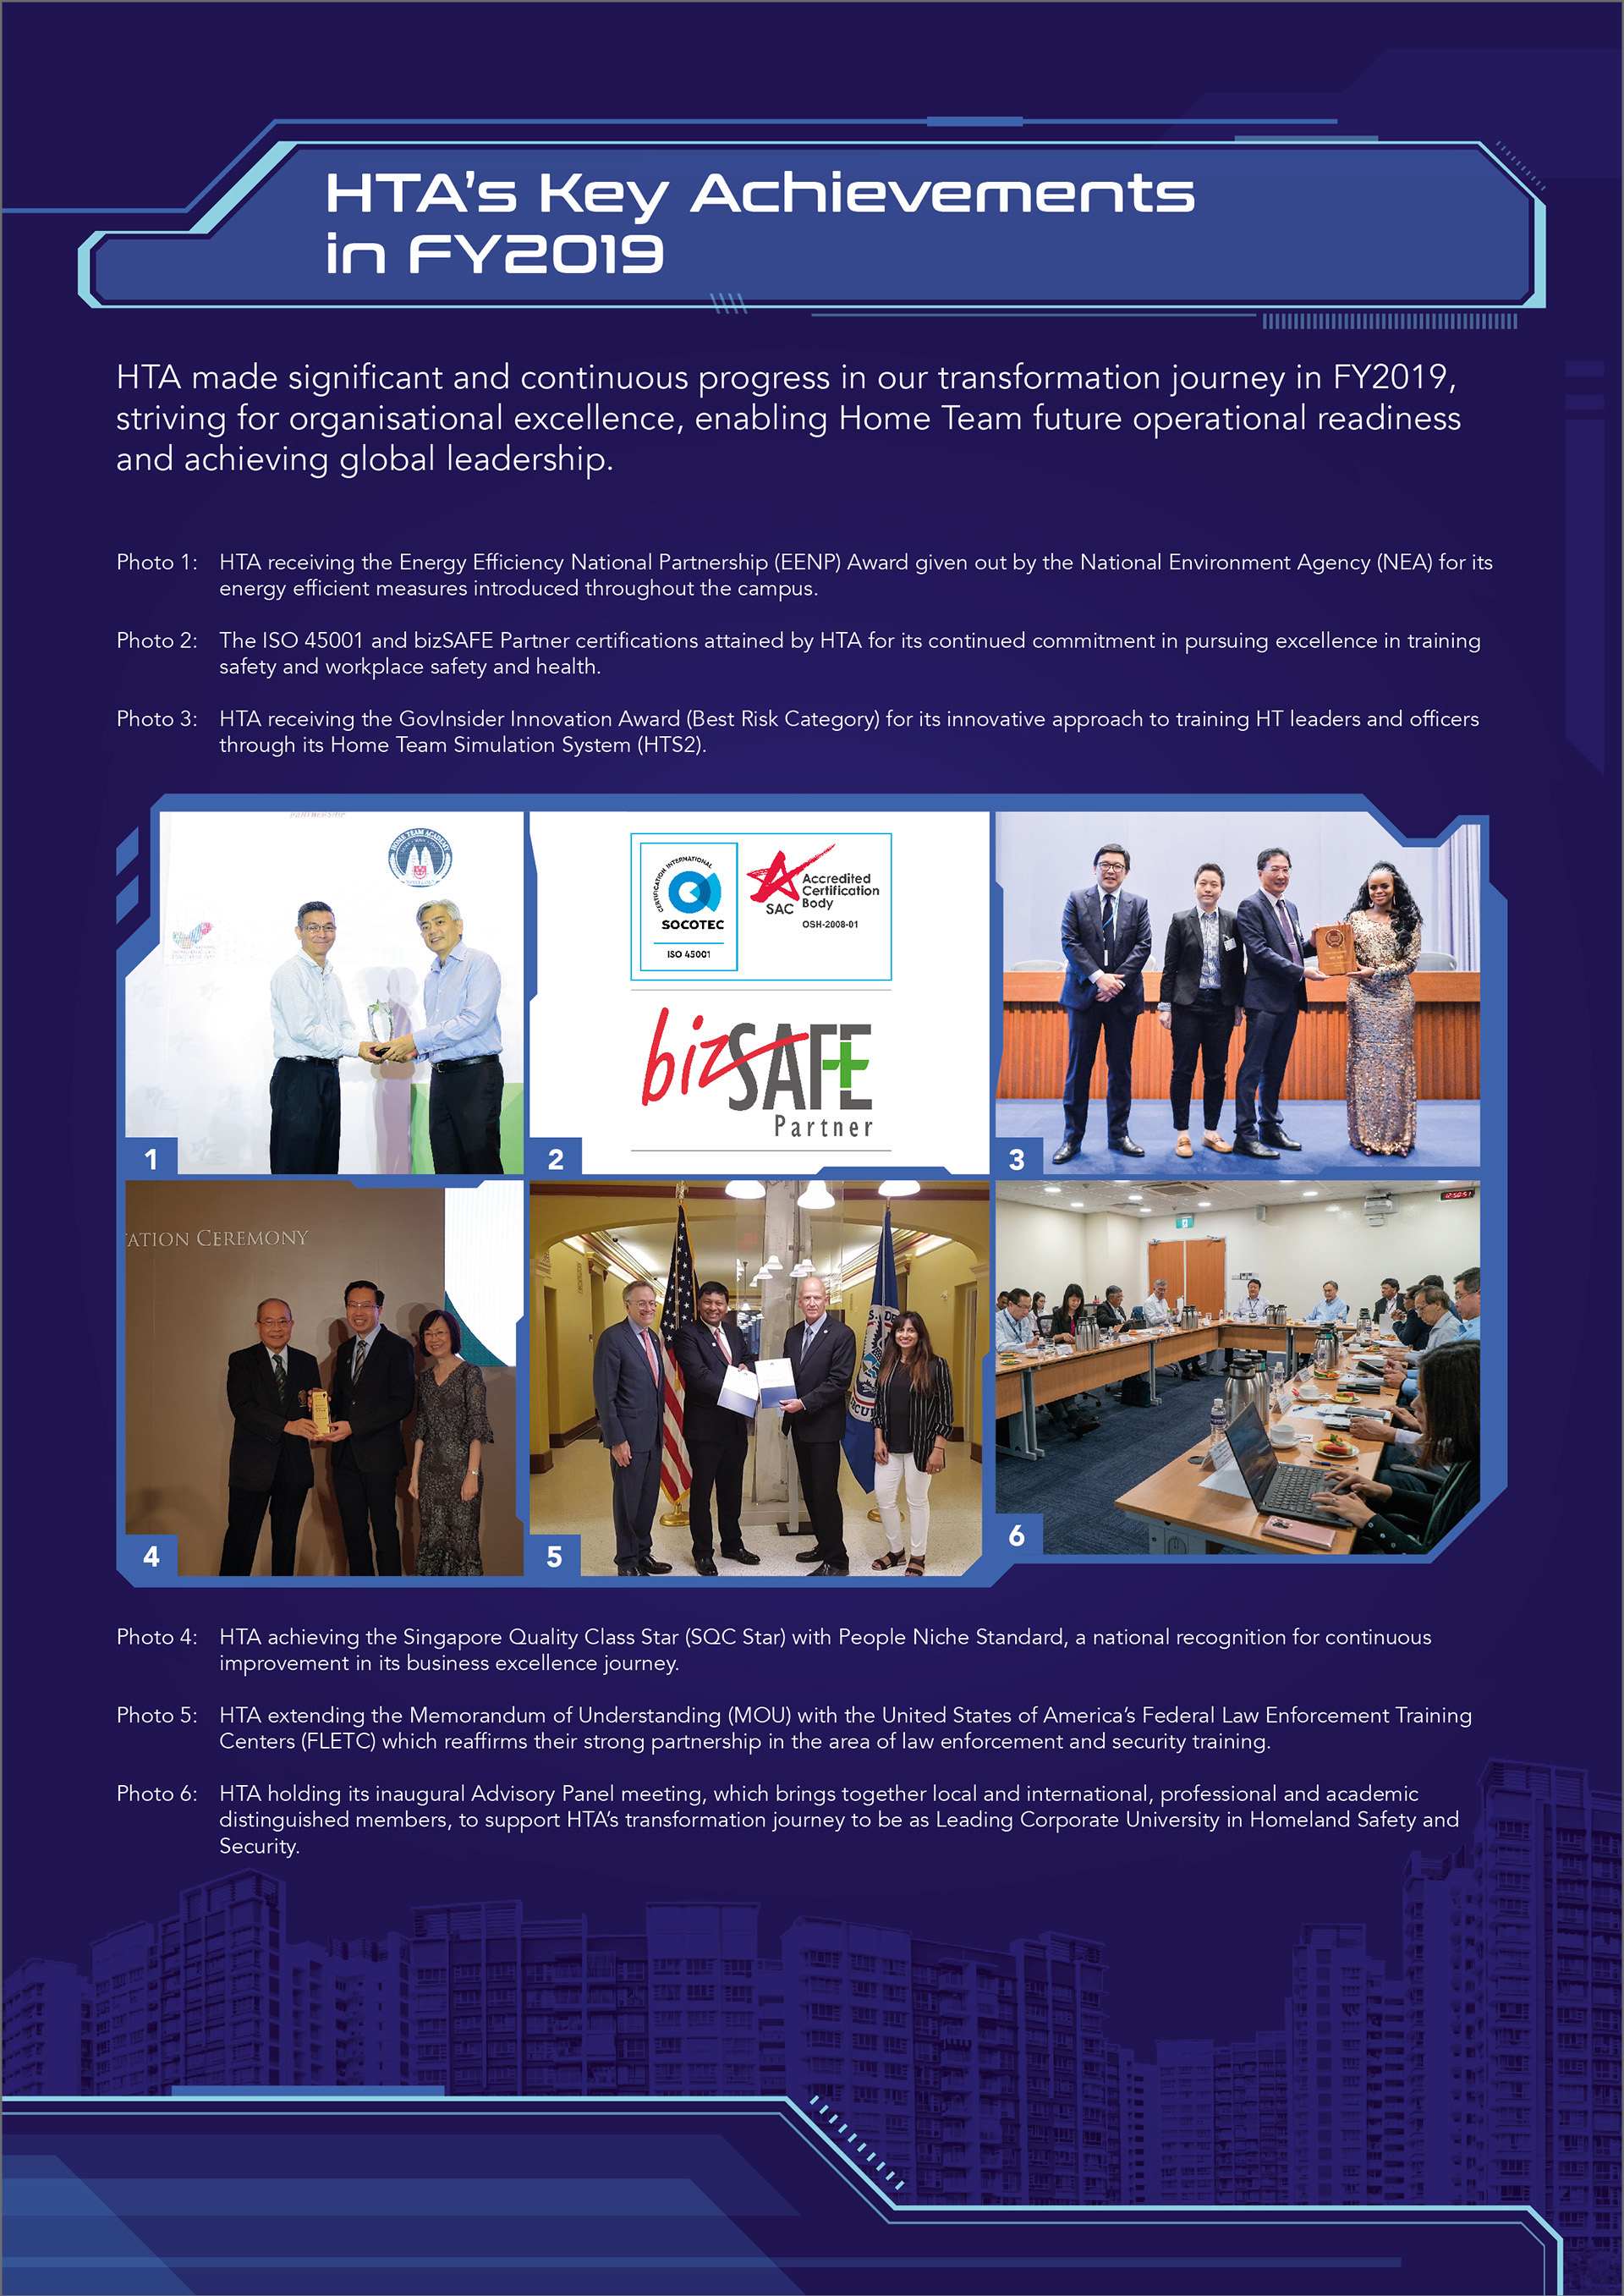 HTA's Key Achievements
in FY2019
HTA made significant and continuous progress in our transformation journey in FY2019,
striving for organisational excellence, enabling Home Team future operational readiness
and achieving global leadership.
Photo 1: HTA receiving the Energy Efficiency National Partnership (EENP) Award given out by the National Environment Agency (NEA) for its
energy efficient measures introduced throughout the campus.
Photo 2: The ISO 45001 and bizSAFE Partner certifications attained by HTA for its continued commitment in pursuing excellence in training
safety and workplace safety and health.
Photo 3: HTA receiving the GovInsider Innovation Award (Best Risk Category) for its innovative approach to training HT leaders and officers
through its Home Team Simulation System (HTS2).
PARTNERSHIP
HOME TEAM ACADEMY
1
CERTIFICATION INTERNATIONAL
SOCOTEC
ISO 45001
SAC
Accredited
Certification
Body
OSH-2008-01
bizSAFE
Partner
2
3
ATION CEREMONY
4
5
12:50:51
6
Photo 4: HTA achieving the Singapore Quality Class Star (SQC Star) with People Niche Standard, a national recognition for continuous
improvement in its business excellence journey.
Photo 5: HTA extending the Memorandum of Understanding (MOU) with the United States of America's Federal Law Enforcement Training
Centers (FLETC) which reaffirms their strong partnership in the area of law enforcement and security training.
Photo 6: HTA holding its inaugural Advisory Panel meeting, which brings together local and international, professional and academic
distinguished members, to support HTA's transformation journey to be as Leading Corporate University in Homeland Safety and
Security.